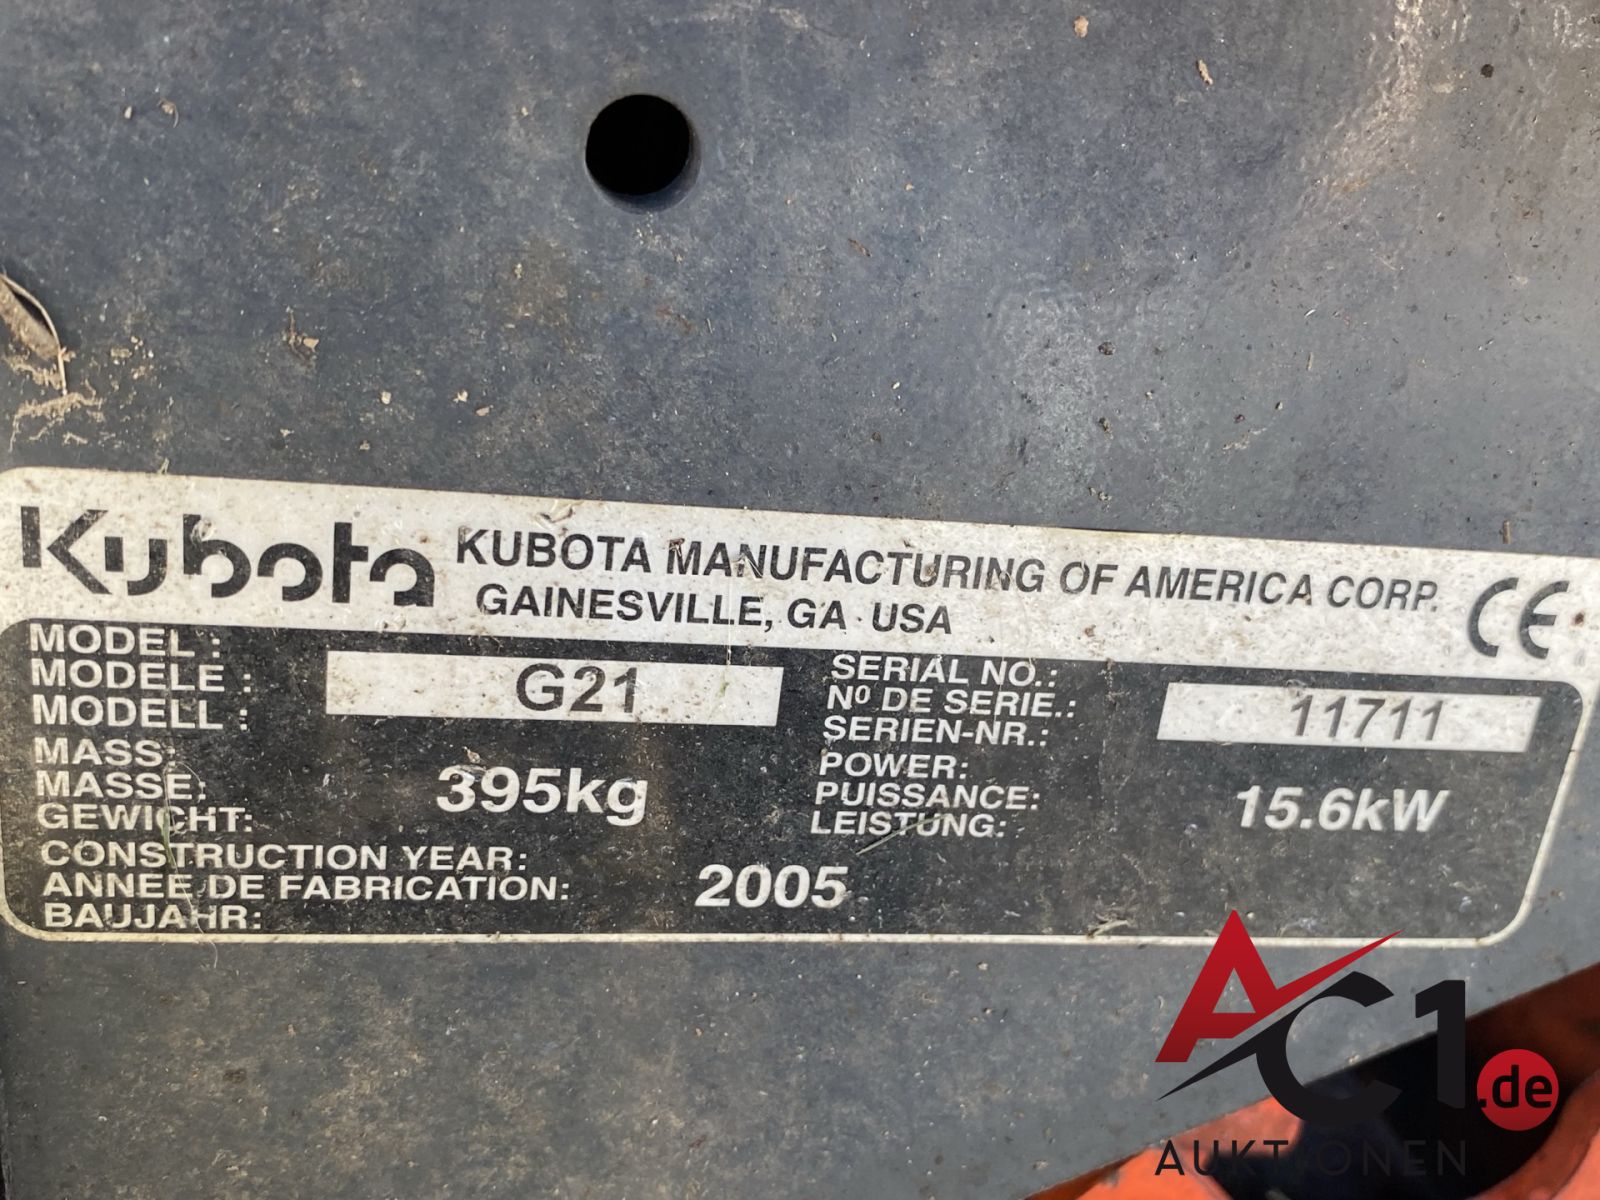 Kubota KUBOTA MANUFACTURING OF AMERICA CORP. CE
GAINESVILLE, GA USA
MODEL :
MODELE :
MODELL :
G21
SERIAL NO.:
Nº DE SERIE.:
SERIEN-NR.:
11711
MASS:
MASSE:
GEWICHT:
395kg
POWER:
PUISSANCE:
LEISTUNG:
15.6kW
CONSTRUCTION YEAR:
ANNEE DE FABRICATION:
BAUJAHR:
2005
AC1.de
AUKTIONEN